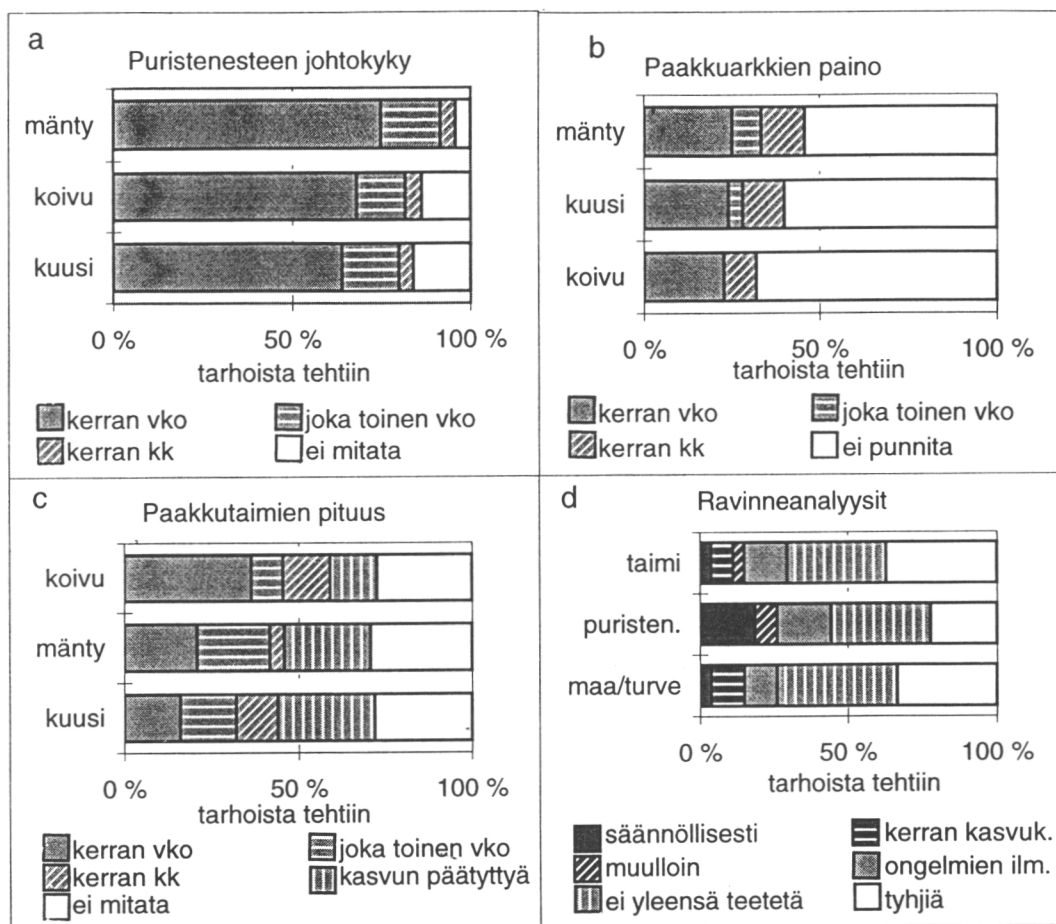 a
Puristenesteen johtokyky
mänty
koivu
kuusi
0 % 50 % 100 %
tarhoista tehtiin
kerran vko joka toinen vko
kerran kk ei mitata
b
Paakkuarkkien paino
mänty
kuusi
koivu
0 % 50 % 100 %
tarhoista tehtiin
kerran vko joka toinen vko
kerran kk ei punnita
c
Paakkutaimien pituus
koivu
mänty
kuusi
0 % 50 % 100 %
tarhoista tehtiin
kerran vko joka toinen vko
kerran kk kasvun päätyttyä
ei mitata
d
Ravinneanalyysit
taimi
puristen.
maa/turve
0 % 50 % 100 %
tarhoista tehtiin
säännöllisesti kerran kasvuk.
muulloin ongelmien ilm.
ei yleensä teetetä tyhjiä